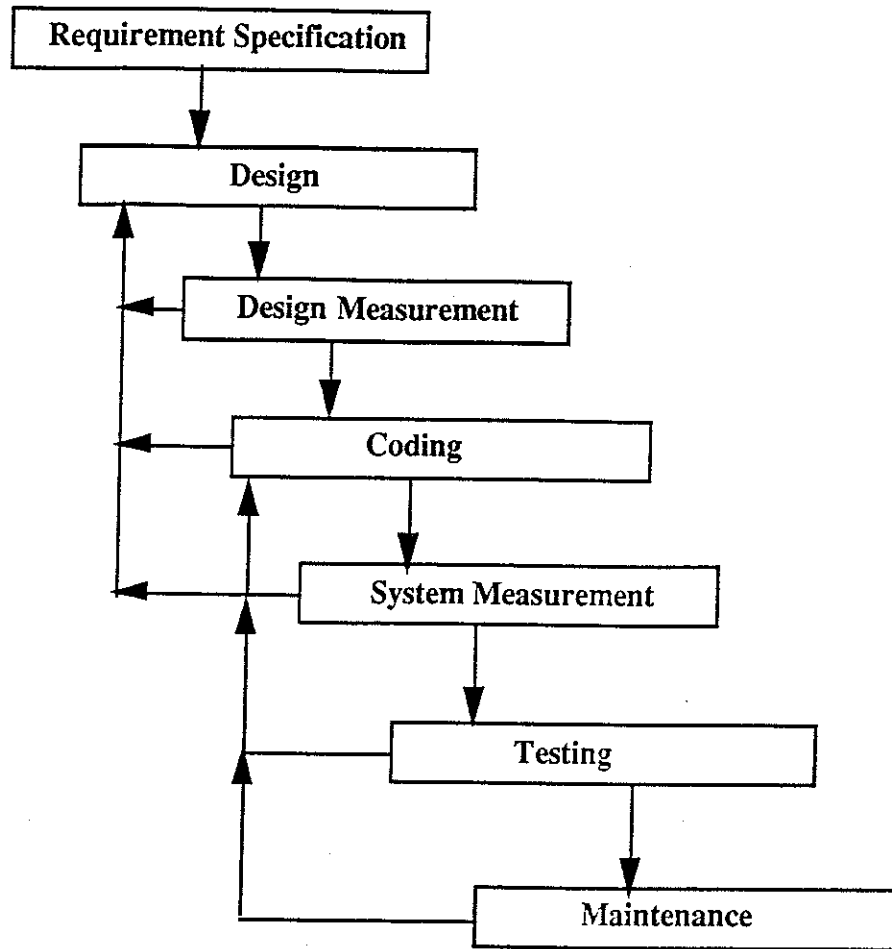 Requirement Specification
Design
Design Measurement
Coding
System Measurement
Testing
Maintenance